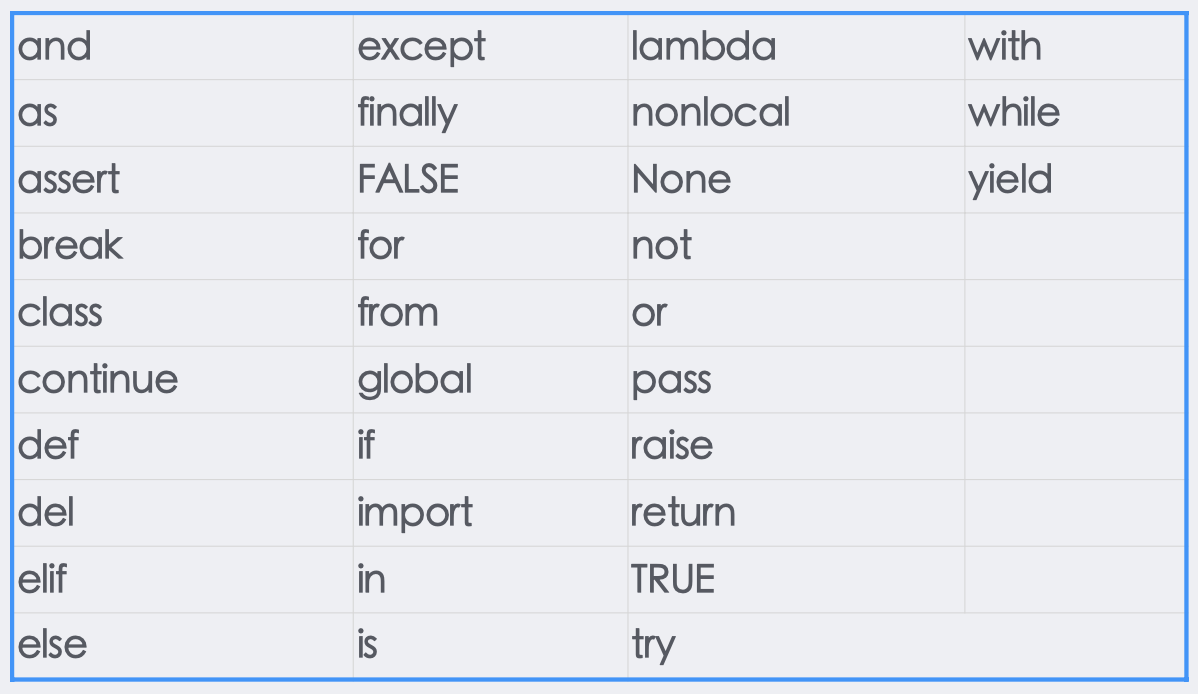 and except lambda with
as finally nonlocal while
assert FALSE None yield
break for not
class from or
continue global pass
def if raise
del import return
elif in TRUE
else is try